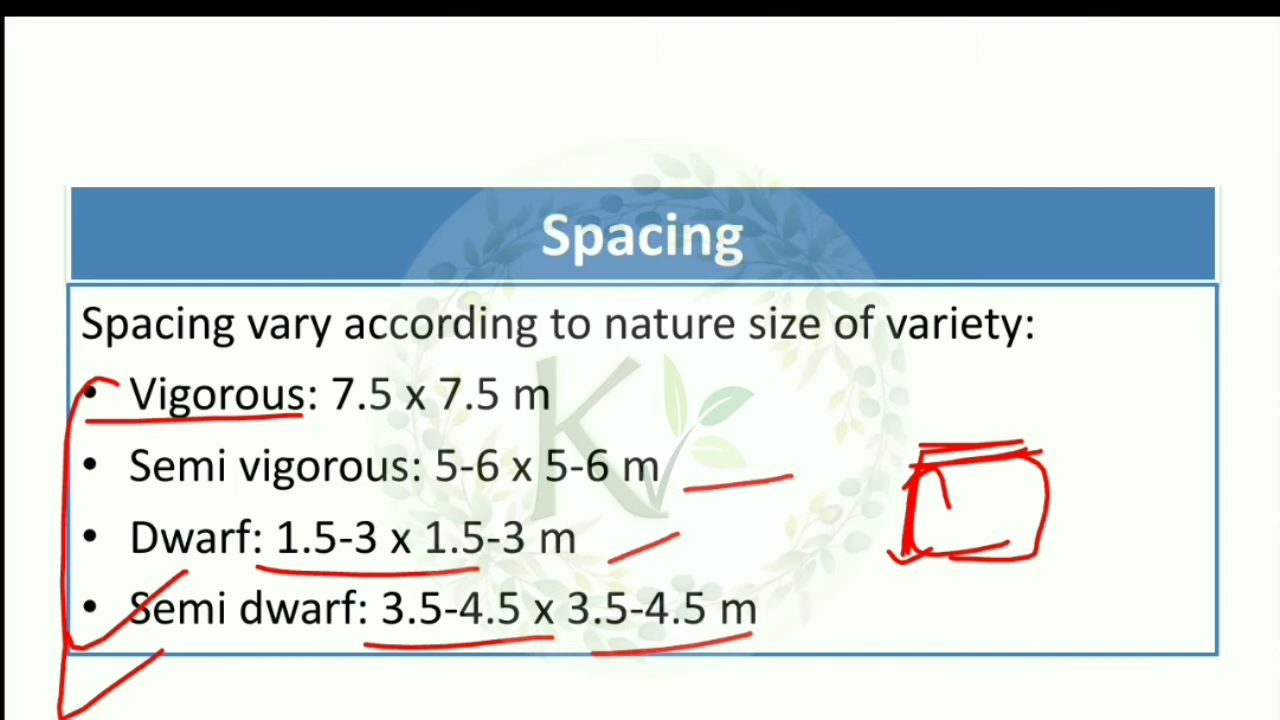 Spacing
Spacing vary according to nature size of variety:
• Vigorous: 7.5 x 7.5 m
• Semi vigorous: 5-6 x 5-6 m
• Dwarf: 1.5-3 x 1.5-3 m
• Semi dwarf: 3.5-4.5 x 3.5-4.5 m
K